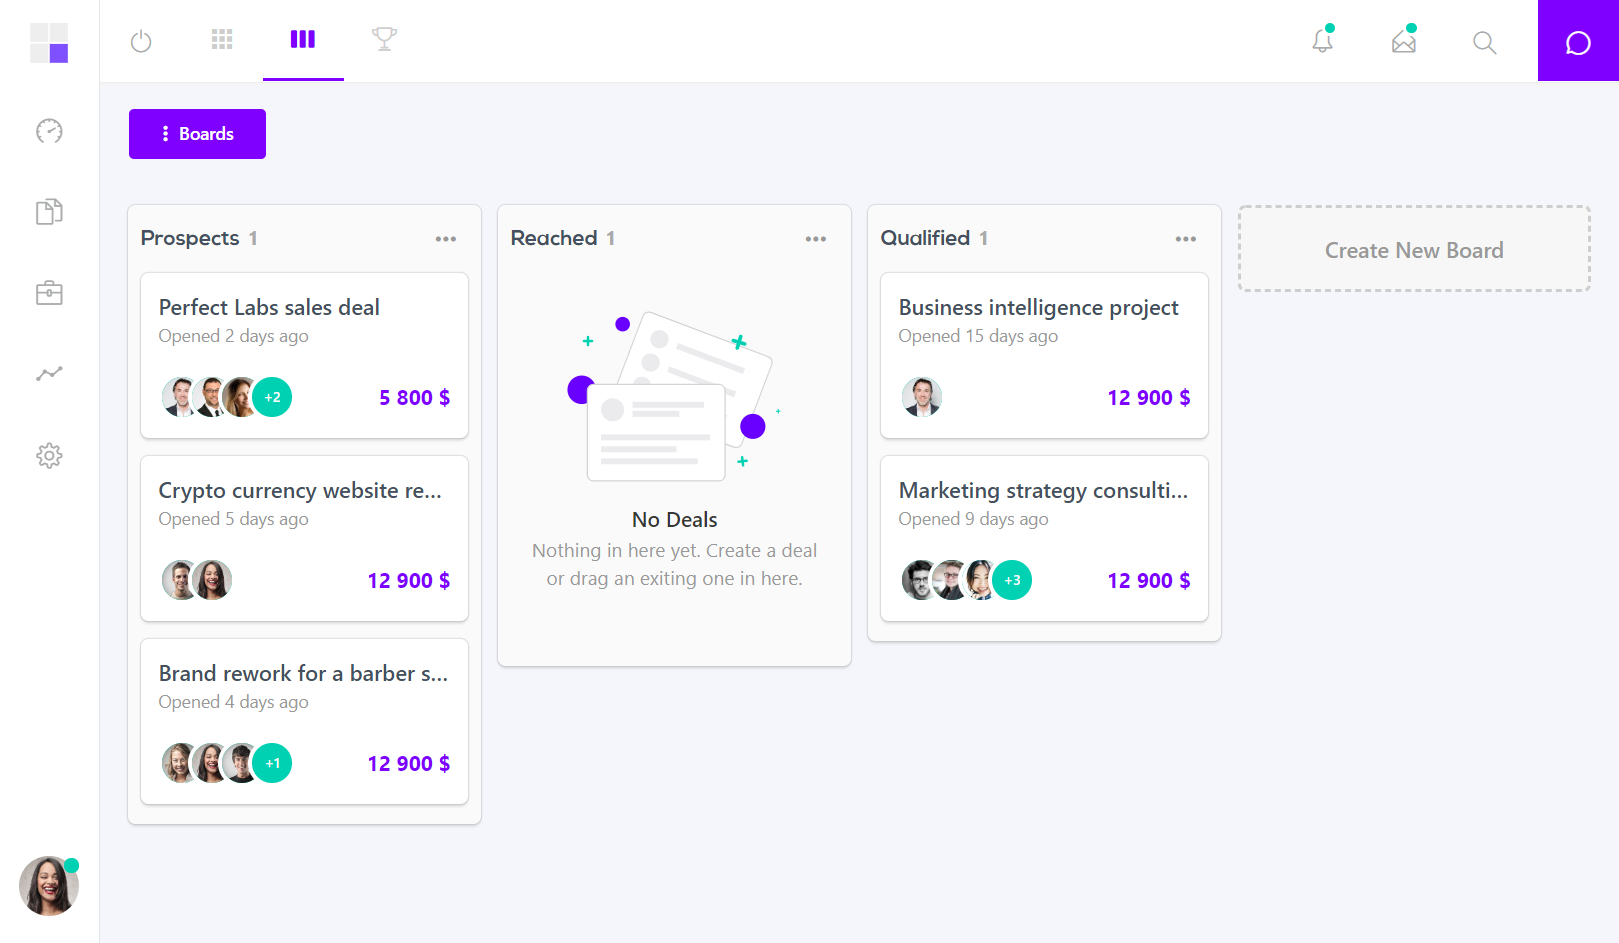 Boards
Prospects 1
Perfect Labs sales deal
Opened 2 days ago
+2
5 800 $
Crypto currency website re...
Opened 5 days ago
12 900 $
Brand rework for a barber s...
Opened 4 days ago
+1
12 900 $
Reached 1
No Deals
Nothing in here yet. Create a deal
or drag an exiting one in here.
Qualified 1
Business intelligence project
Opened 15 days ago
12 900 $
Marketing strategy consulti...
Opened 9 days ago
+3
12 900 $
Create New Board